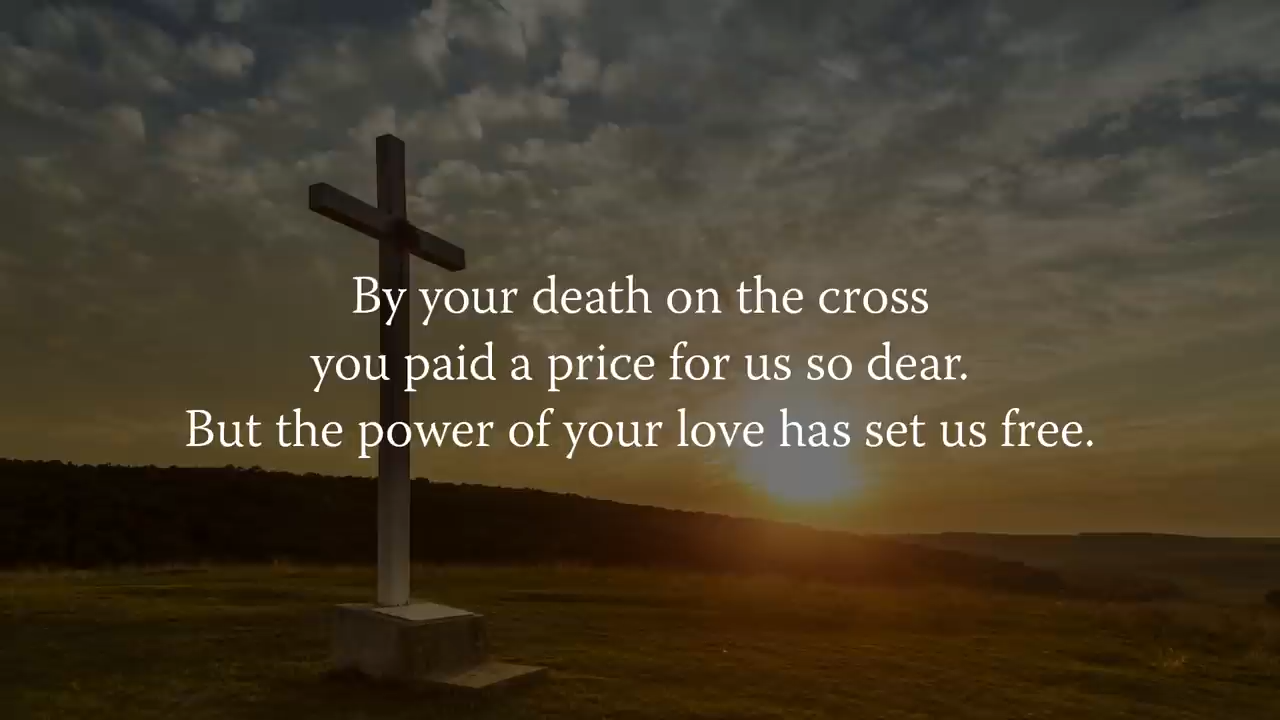 By your death on the cross
you paid a price for us so dear.
But the power of your love has set us free.